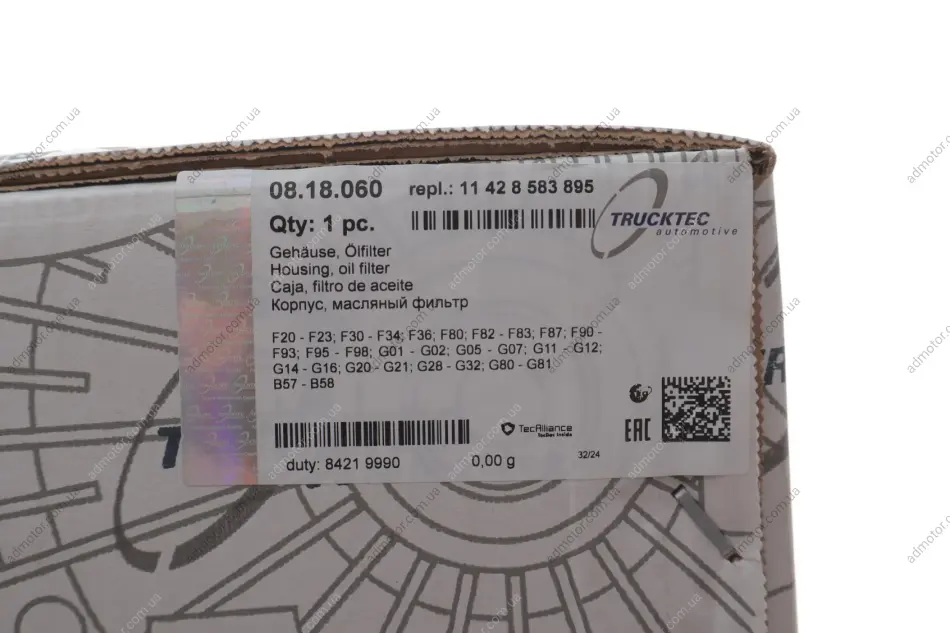 08.18.060 repl.: 11 42 8 583 895
Qty: 1 pc.
TRUCKTEC
automotive
Gehäuse, Ölfilter
Housing, oil filter
Caja, filtro de aceite
Корпус, масляный фильтр
F20 - F23; F30 - F34; F36; F80; F82 - F83; F87; F90 -
F93; F95 - F98; G01 - G02; G05 - G07; G11 - G12;
G14 - G16; G20 - G21; G28 - G32; G80 - G81
B57 - B58
TecAlliance
TecDoc Inside
EAC
duty: 8421 9990 0,00 g 32/24
admotor.com.ua